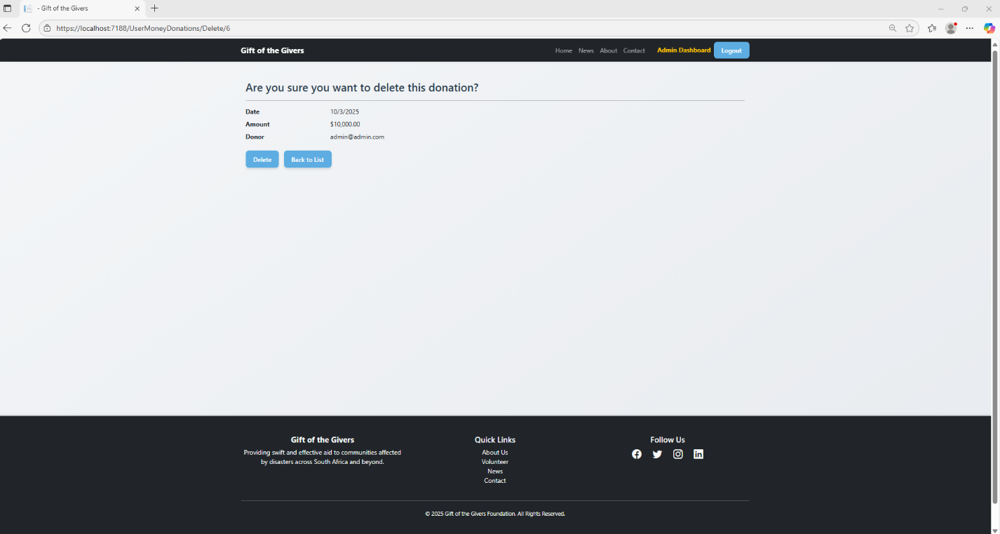 - Gift of the Givers
https://localhost:7188/UserMoneyDonations/Delete/6
Gift of the Givers
Home News About Contact Admin Dashboard Logout
Are you sure you want to delete this donation?
Date 10/3/2025
Amount $10,000.00
Donor admin@admin.com
Delete Back to List
Gift of the Givers
Providing swift and effective aid to communities affected
by disasters across South Africa and beyond.
Quick Links
About Us
Volunteer
News
Contact
Follow Us
© 2025 Gift of the Givers Foundation. All Rights Reserved.